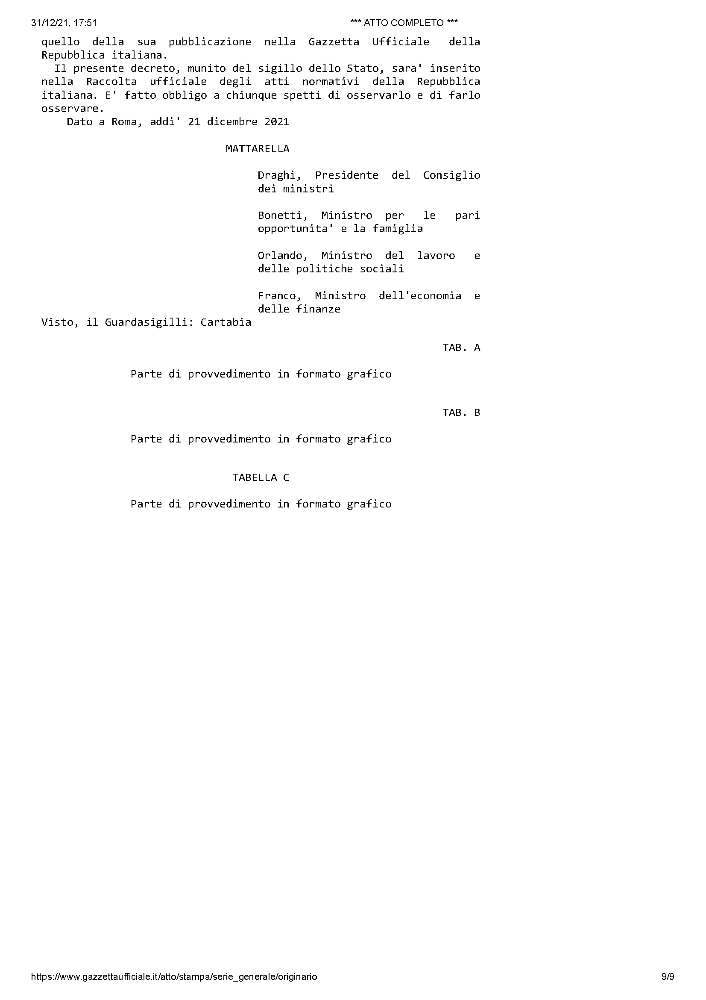 31/12/21, 17:51
*** ATTO COMPLETO ***
quello della sua pubblicazione nella Gazzetta Ufficiale della
Repubblica italiana.
Il presente decreto, munito del sigillo dello Stato, sara' inserito
nella Raccolta ufficiale degli atti normativi della Repubblica
italiana. E' fatto obbligo a chiunque spetti di osservarlo e di farlo
osservare.
Dato a Roma, addi' 21 dicembre 2021
MATTARELLA
Draghi, Presidente del Consiglio
dei ministri
Bonetti, Ministro per le pari
opportunita' e la famiglia
Orlando, Ministro del lavoro e
delle politiche sociali
Franco, Ministro dell'economia e
delle finanze
Visto, il Guardasigilli: Cartabia
TAB. A
Parte di provvedimento in formato grafico
TAB. B
Parte di provvedimento in formato grafico
TABELLA C
Parte di provvedimento in formato grafico
https://www.gazzettaufficiale.it/atto/stampa/serie_generale/originario
9/9